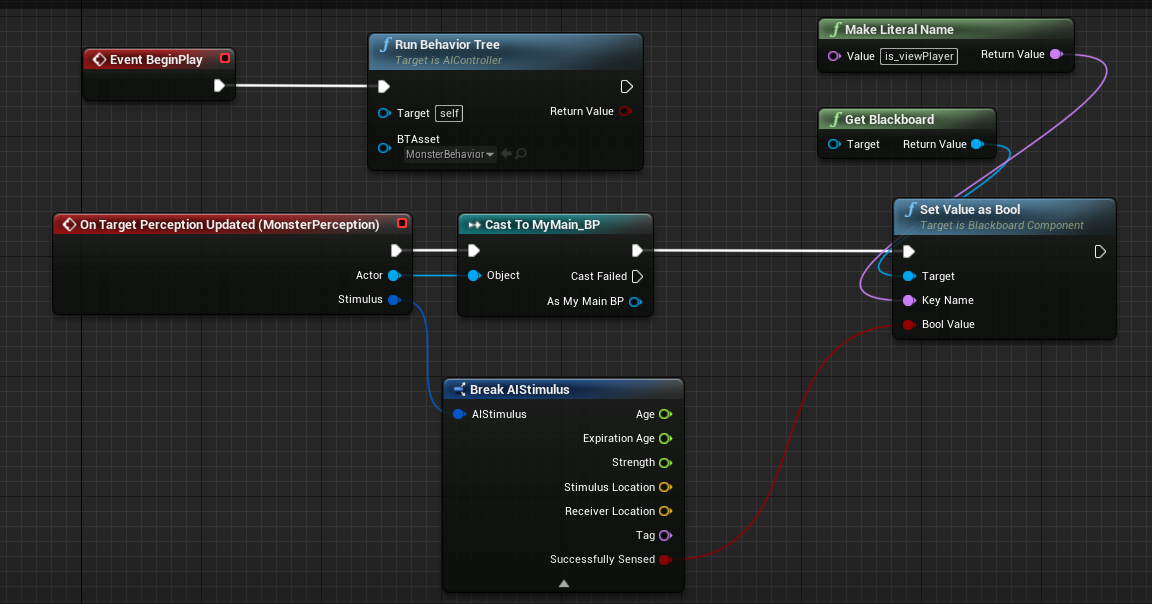 Event BeginPlay
Run Behavior Tree
Target is AIController
Target self
Return Value
BTAsset
MonsterBehavior
Make Literal Name
Value is_viewPlayer Return Value
Get Blackboard
Target Return Value
On Target Perception Updated (MonsterPerception)
Actor
Stimulus
Cast To MyMain_BP
Object
Cast Failed
As My Main BP
Set Value as Bool
Target is Blackboard Component
Target
Key Name
Bool Value
Break AIStimulus
AIStimulus
Age
Expiration Age
Strength
Stimulus Location
Receiver Location
Tag
Successfully Sensed